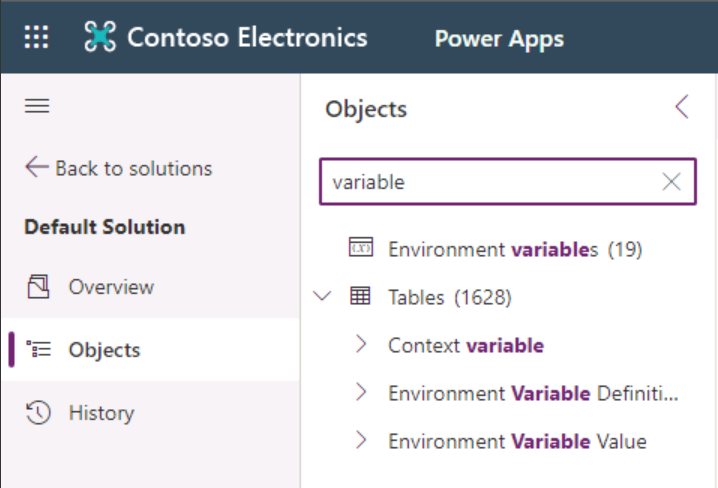 Contoso Electronics
Power Apps
Back to solutions
Default Solution
Overview
Objects
History
Objects
variable
Environment variables (19)
Tables (1628)
Context variable
Environment Variable Definiti...
Environment Variable Value